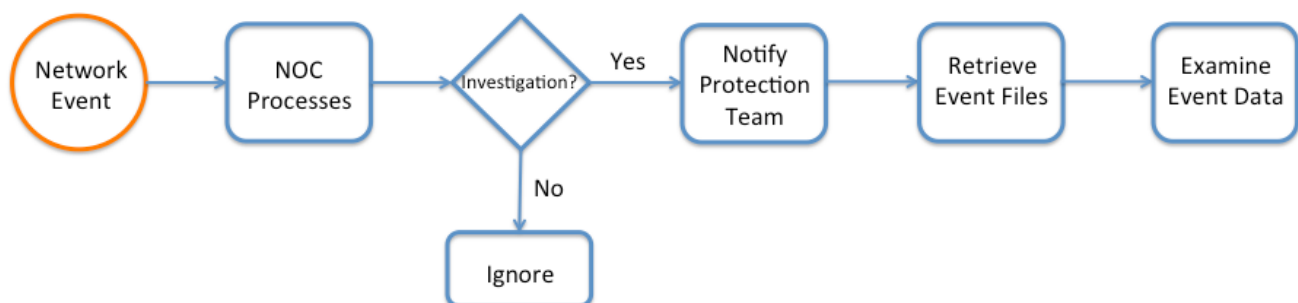 Network
Event
NOC
Processes
Investigation?
Yes
Notify
Protection
Team
Retrieve
Event Files
Examine
Event Data
No
Ignore